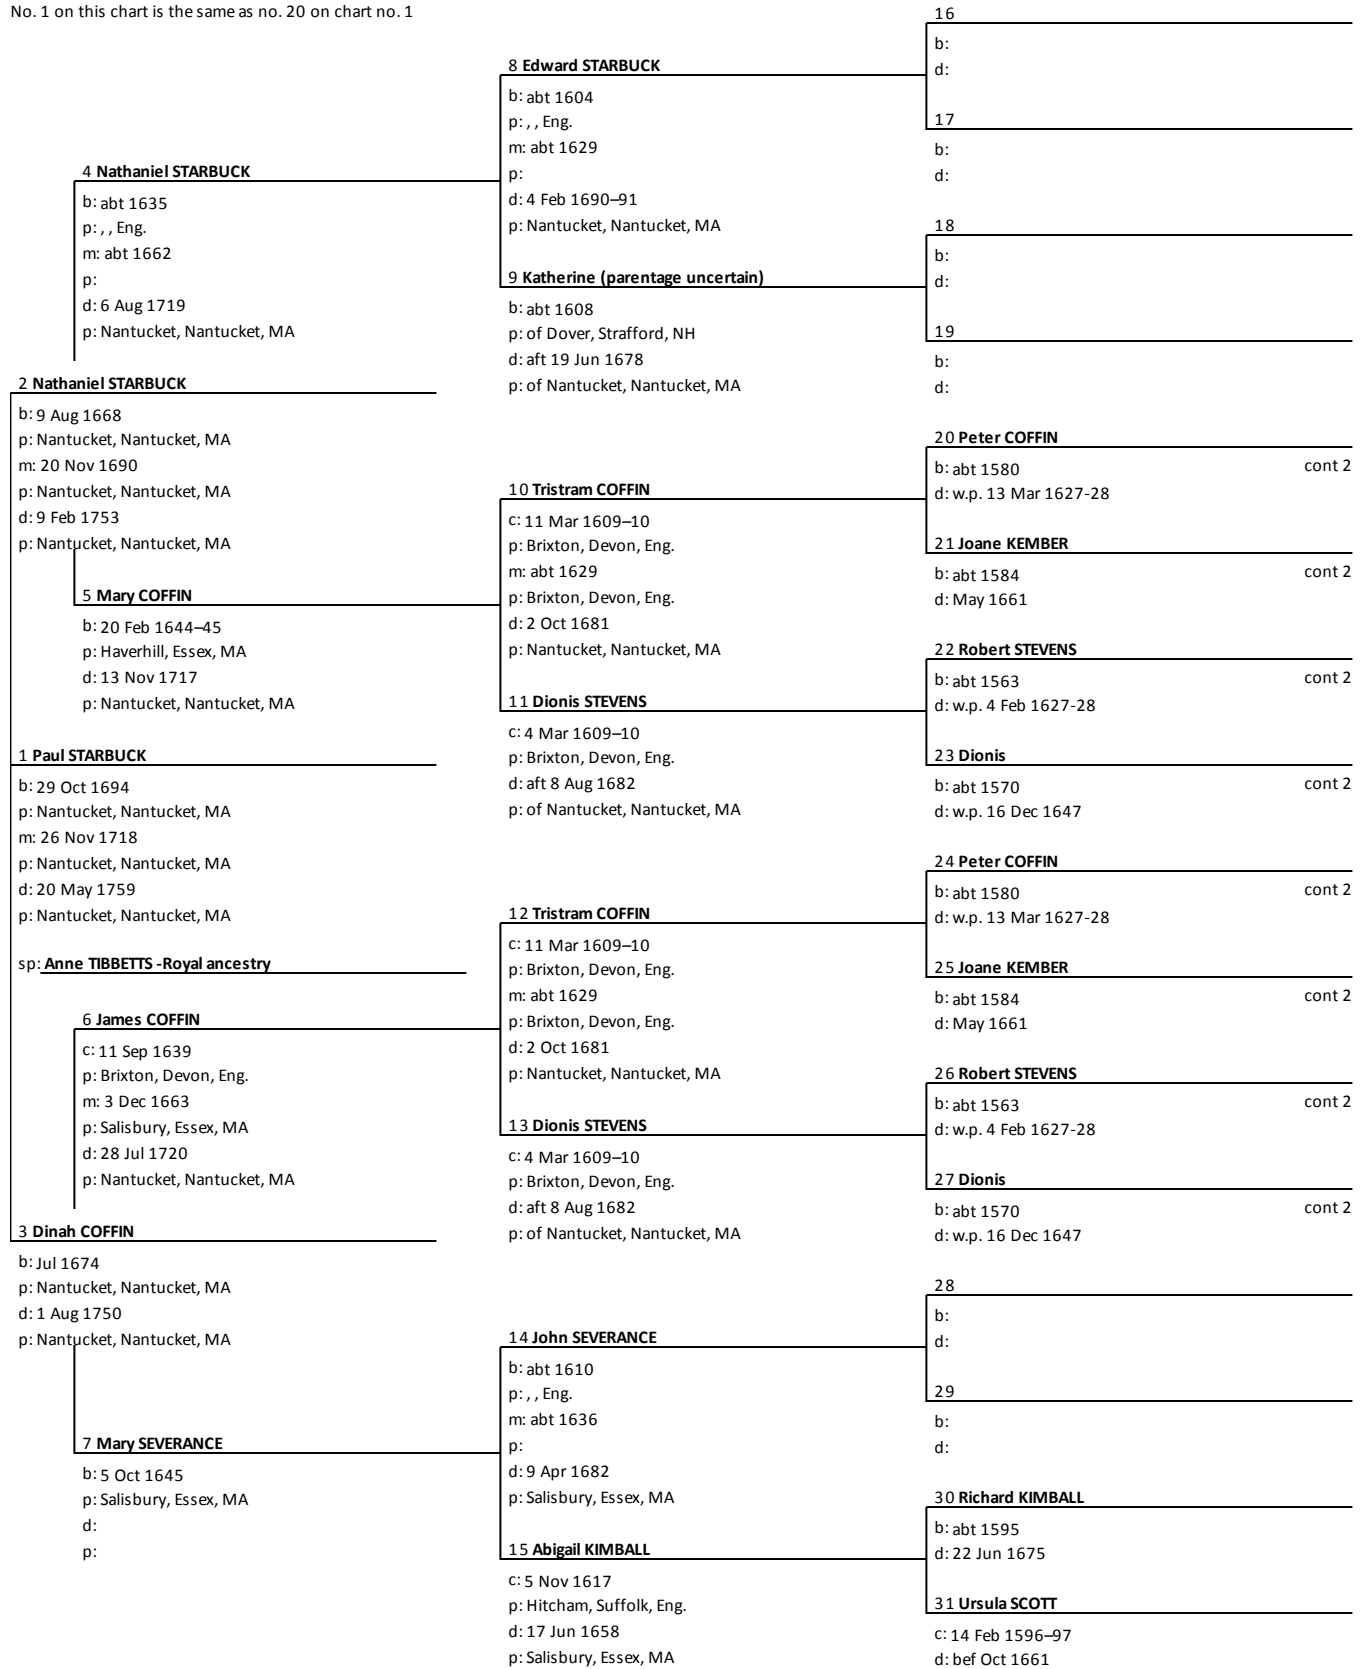 No. 1 on this chart is the same as no. 20 on chart no. 1
2 Nathaniel STARBUCK
b: 9 Aug 1668
p: Nantucket, Nantucket, MA
m: 20 Nov 1690
p: Nantucket, Nantucket, MA
d: 9 Feb 1753
p: Nantucket, Nantucket, MA
1 Paul STARBUCK
b: 29 Oct 1694
p: Nantucket, Nantucket, MA
m: 26 Nov 1718
p: Nantucket, Nantucket, MA
d: 20 May 1759
p: Nantucket, Nantucket, MA
sp: Anne TIBBETTS -Royal ancestry
3 Dinah COFFIN
b: Jul 1674
p: Nantucket, Nantucket, MA
d: 1 Aug 1750
p: Nantucket, Nantucket, MA
4 Nathaniel STARBUCK
b: abt 1635
p: , , Eng.
m: abt 1662
p:
d: 6 Aug 1719
p: Nantucket, Nantucket, MA
5 Mary COFFIN
b: 20 Feb 1644–45
p: Haverhill, Essex, MA
d: 13 Nov 1717
p: Nantucket, Nantucket, MA
6 James COFFIN
c: 11 Sep 1639
p: Brixton, Devon, Eng.
m: 3 Dec 1663
p: Salisbury, Essex, MA
d: 28 Jul 1720
p: Nantucket, Nantucket, MA
7 Mary SEVERANCE
b: 5 Oct 1645
p: Salisbury, Essex, MA
d:
p:
8 Edward STARBUCK
b: abt 1604
p: , , Eng.
m: abt 1629
p:
d: 4 Feb 1690–91
p: Nantucket, Nantucket, MA
9 Katherine (parentage uncertain)
b: abt 1608
p: of Dover, Strafford, NH
d: aft 19 Jun 1678
p: of Nantucket, Nantucket, MA
10 Tristram COFFIN
c: 11 Mar 1609–10
p: Brixton, Devon, Eng.
m: abt 1629
p: Brixton, Devon, Eng.
d: 2 Oct 1681
p: Nantucket, Nantucket, MA
11 Dionis STEVENS
c: 4 Mar 1609–10
p: Brixton, Devon, Eng.
d: aft 8 Aug 1682
p: of Nantucket, Nantucket, MA
12 Tristram COFFIN
c: 11 Mar 1609–10
p: Brixton, Devon, Eng.
m: abt 1629
p: Brixton, Devon, Eng.
d: 2 Oct 1681
p: Nantucket, Nantucket, MA
13 Dionis STEVENS
c: 4 Mar 1609–10
p: Brixton, Devon, Eng.
d: aft 8 Aug 1682
p: of Nantucket, Nantucket, MA
14 John SEVERANCE
b: abt 1610
p: , , Eng.
m: abt 1636
p:
d: 9 Apr 1682
p: Salisbury, Essex, MA
15 Abigail KIMBALL
c: 5 Nov 1617
p: Hitcham, Suffolk, Eng.
d: 17 Jun 1658
p: Salisbury, Essex, MA
16
b:
d:
17
b:
d:
18
b:
d:
19
b:
d:
20 Peter COFFIN
b: abt 1580 cont 2
d: w.p. 13 Mar 1627-28
21 Joane KEMBER
b: abt 1584 cont 2
d: May 1661
22 Robert STEVENS
b: abt 1563 cont 2
d: w.p. 4 Feb 1627-28
23 Dionis
b: abt 1570 cont 2
d: w.p. 16 Dec 1647
24 Peter COFFIN
b: abt 1580 cont 2
d: w.p. 13 Mar 1627-28
25 Joane KEMBER
b: abt 1584 cont 2
d: May 1661
26 Robert STEVENS
b: abt 1563 cont 2
d: w.p. 4 Feb 1627-28
27 Dionis
b: abt 1570 cont 2
d: w.p. 16 Dec 1647
28
b:
d:
29
b:
d:
30 Richard KIMBALL
b: abt 1595
d: 22 Jun 1675
31 Ursula SCOTT
c: 14 Feb 1596–97
d: bef Oct 1661